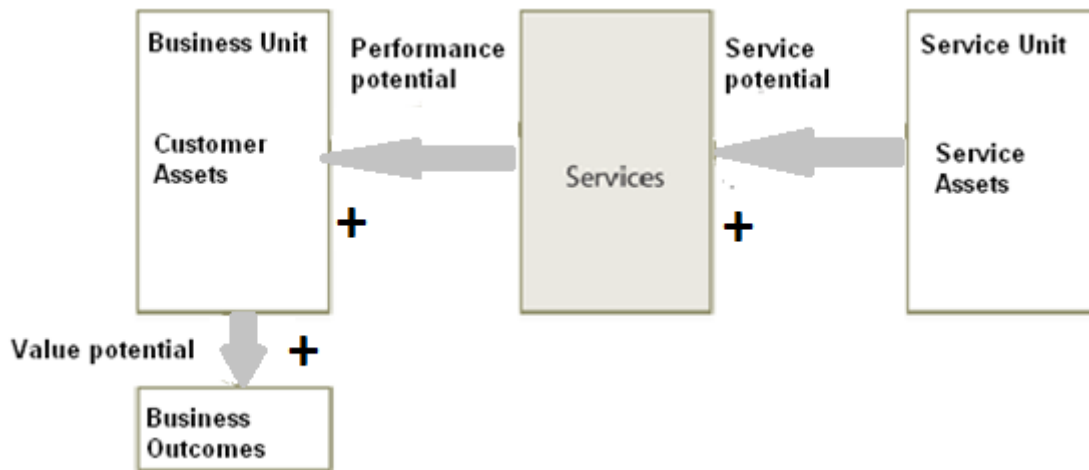 Business Unit
Performance
potential
Service
potential
Service Unit
Customer
Assets
Services
Service
Assets
+
+
Value potential
+
Business
Outcomes